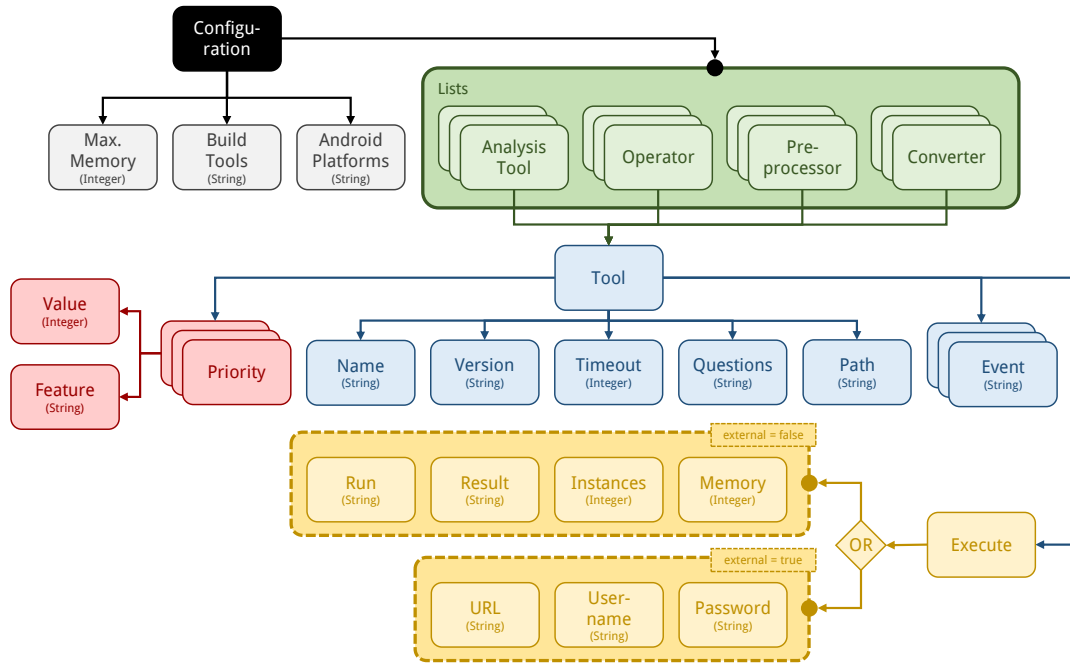 Configu-
ration
Max.
Memory
(Integer)
Build
Tools
(String)
Android
Platforms
(String)
Lists
Analysis
Tool
Operator
Pre-
processor
Converter
Tool
Value
(Integer)
Feature
(String)
Priority
Name
(String)
Version
(String)
Timeout
(Integer)
Questions
(String)
Path
(String)
Event
(String)
external = false
Run
(String)
Result
(String)
Instances
(Integer)
Memory
(Integer)
OR
Execute
external = true
URL
(String)
User-
name
(String)
Password
(String)